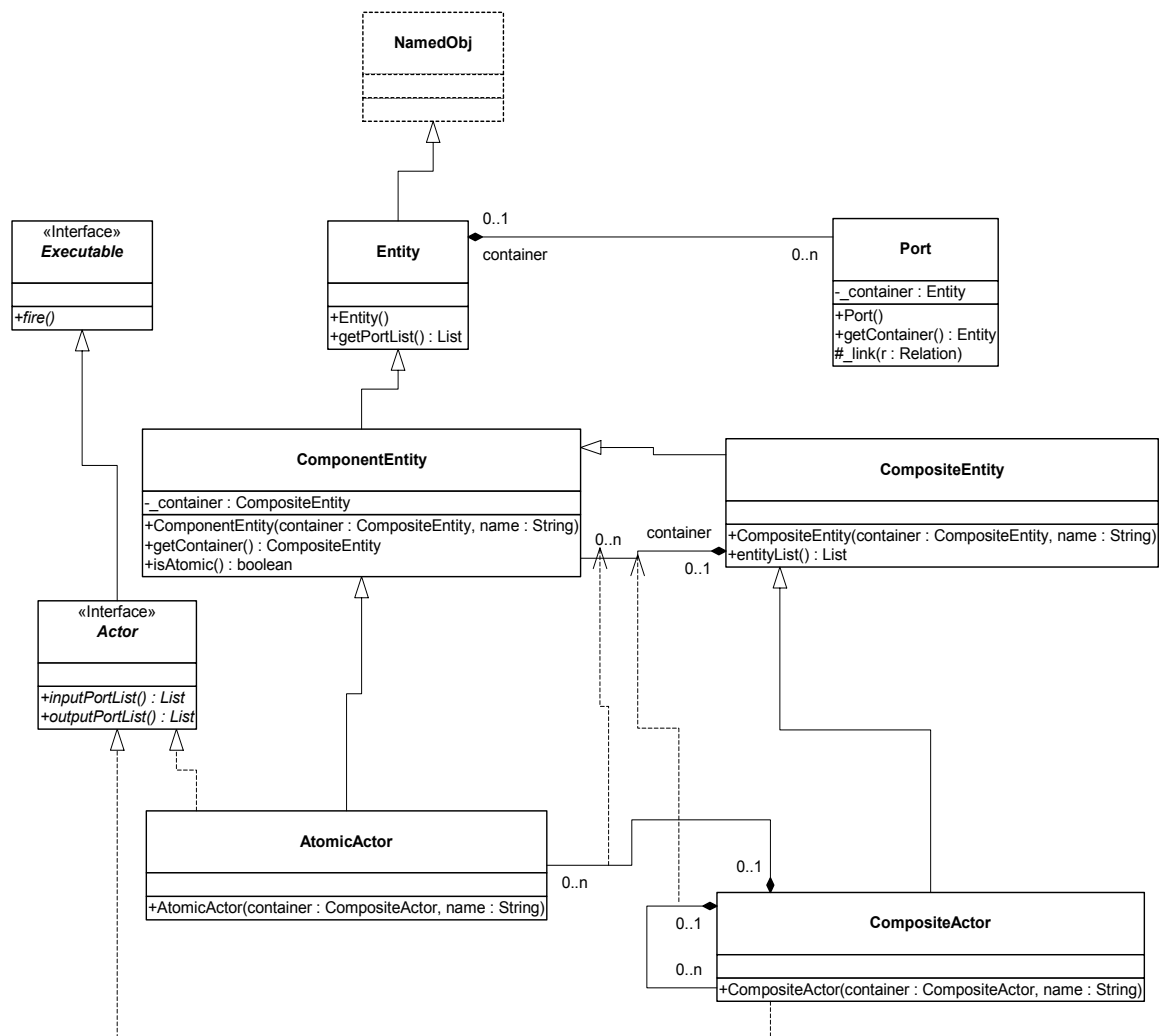 NamedObj
«Interface»
Executable
+fire()
Entity
+Entity()
+getPortList() : List
0..1
container
0..n
Port
-_container : Entity
+Port()
+getContainer() : Entity
#_link(r : Relation)
ComponentEntity
-_container : CompositeEntity
+ComponentEntity(container : CompositeEntity, name : String)
+getContainer() : CompositeEntity
+isAtomic() : boolean
0..n
container
0..1
CompositeEntity
+CompositeEntity(container : CompositeEntity, name : String)
+entityList() : List
«Interface»
Actor
+inputPortList() : List
+outputPortList() : List
AtomicActor
+AtomicActor(container : CompositeActor, name : String)
0..n
0..1
0..1
0..n
CompositeActor
+CompositeActor(container : CompositeActor, name : String)